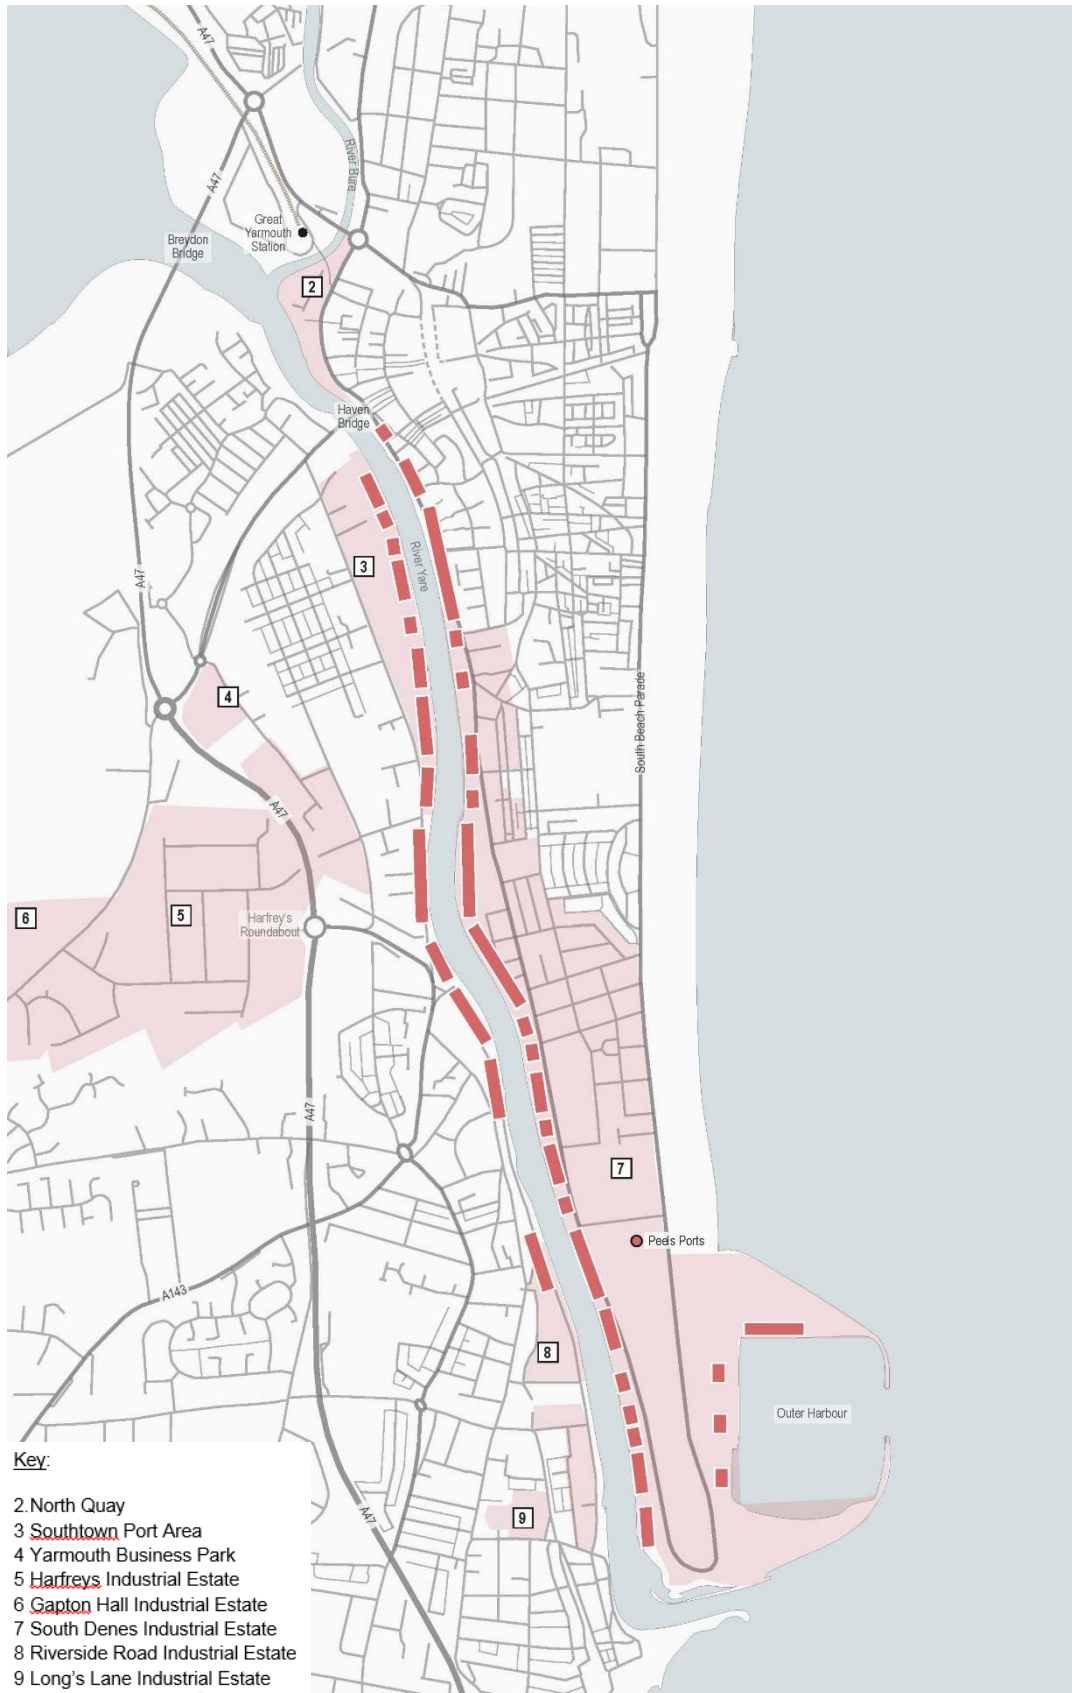 A47
River Bure
A47
Great
Yarmouth
Station
Breydon
Bridge
2
Haven
Bridge
3
River Yare
A47
4
South Beach Parade
A47
6
5
Harfrey's
Roundabout
A47
7
Peels Ports
A143
8
Outer Harbour
9
A47
Key:
2.North Quay
3 Southtown Port Area
4 Yarmouth Business Park
5 Harfreys Industrial Estate
6 Gapton Hall Industrial Estate
7 South Denes Industrial Estate
8 Riverside Road Industrial Estate
9 Long's Lane Industrial Estate